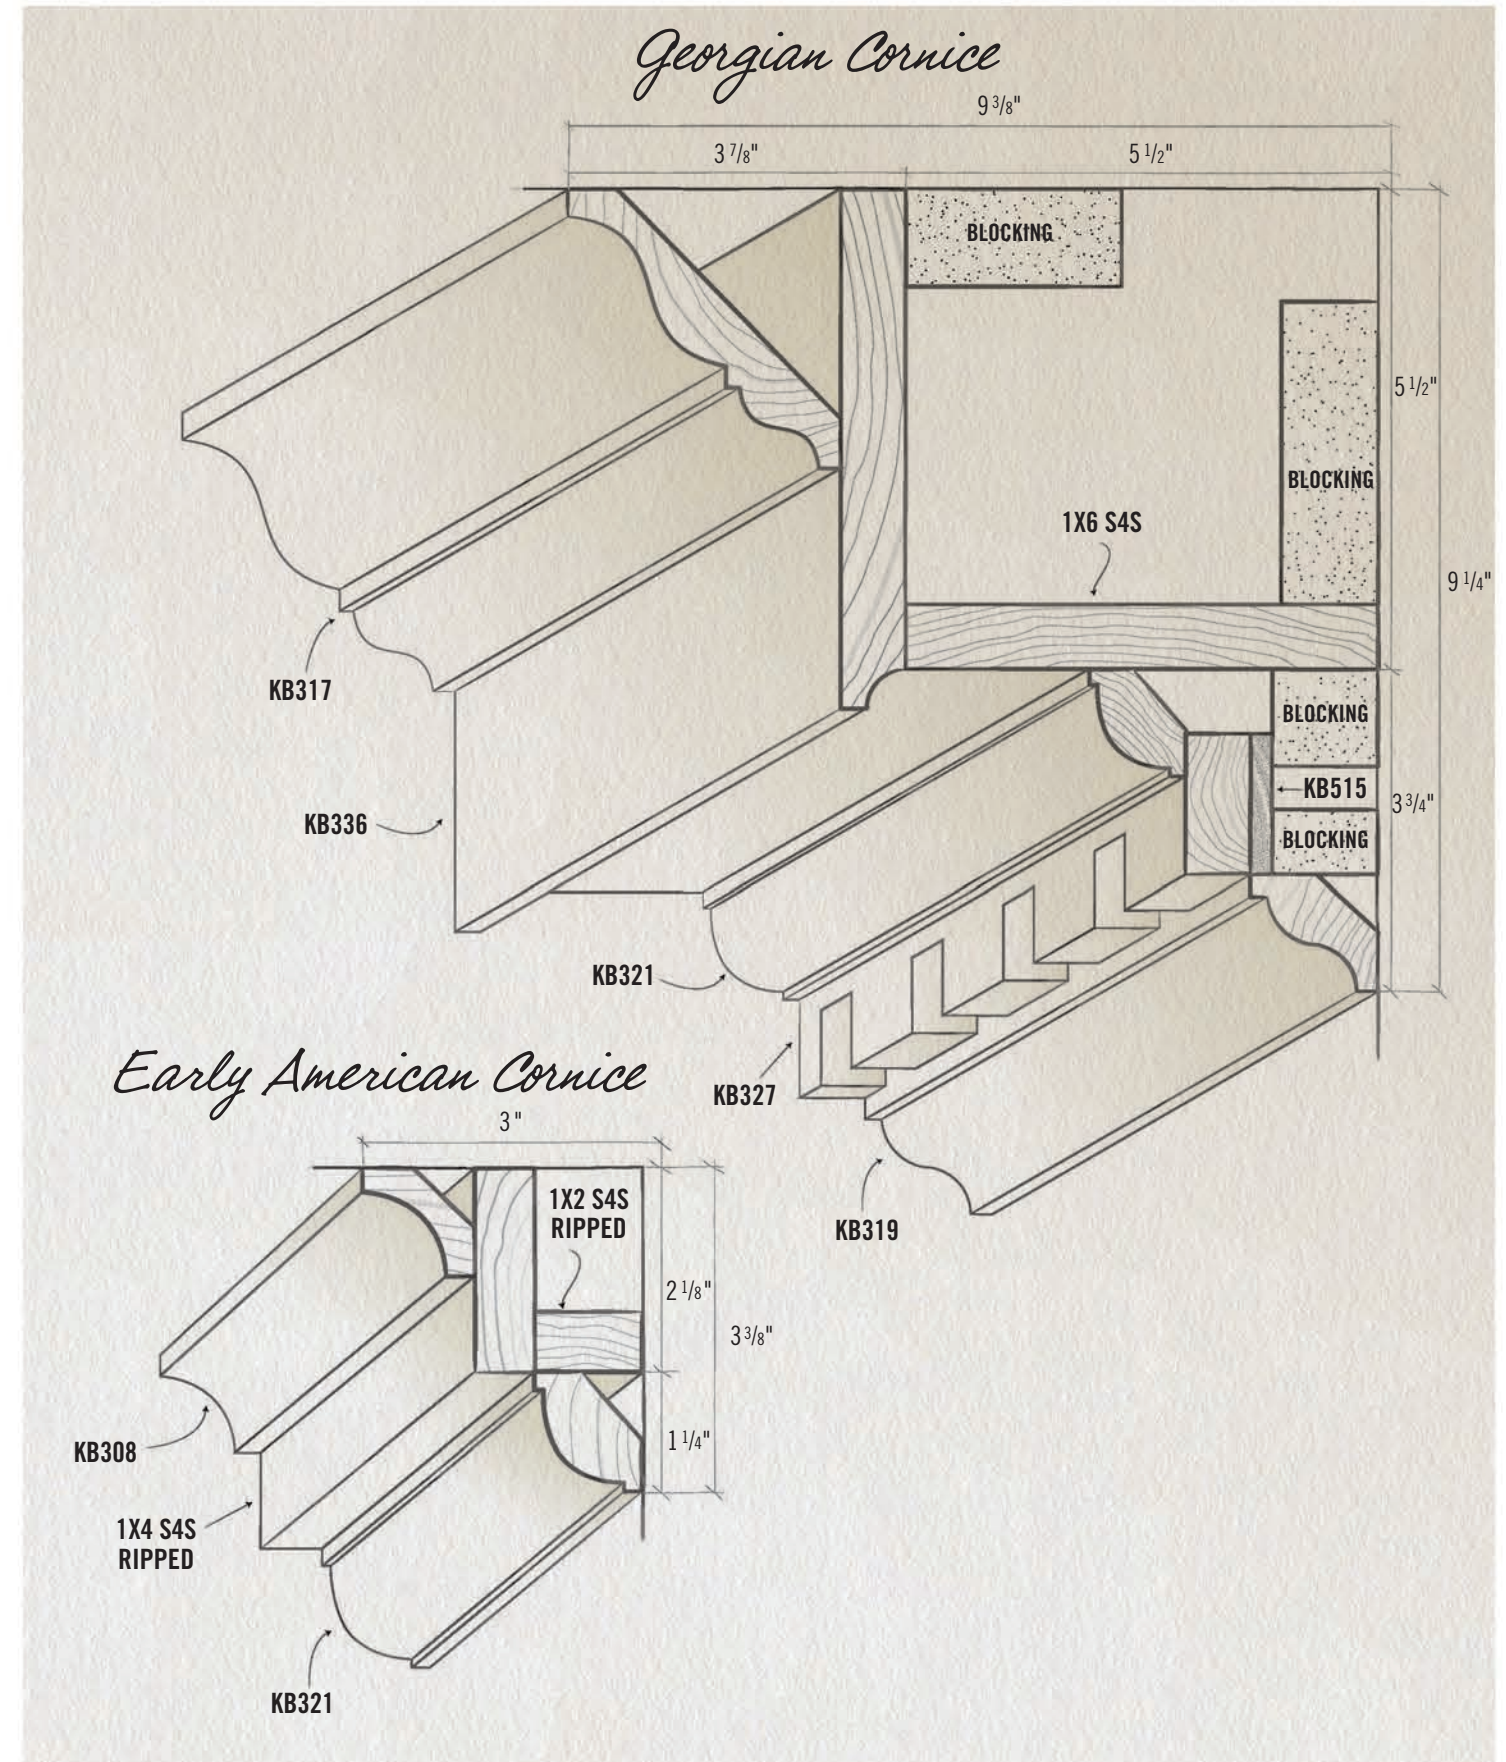 Georgian Cornice
9 3/8"
3 7/8"
5 1/2"
BLOCKING
5 1/2"
BLOCKING
1X6 S4S
9 1/4"
KB317
BLOCKING
KB515
3 3/4"
KB336
BLOCKING
KB321
KB327
KB319
Early American Cornice
3"
1X2 S4S
RIPPED
2 1/8"
3 3/8"
1 1/4"
KB308
1X4 S4S
RIPPED
KB321